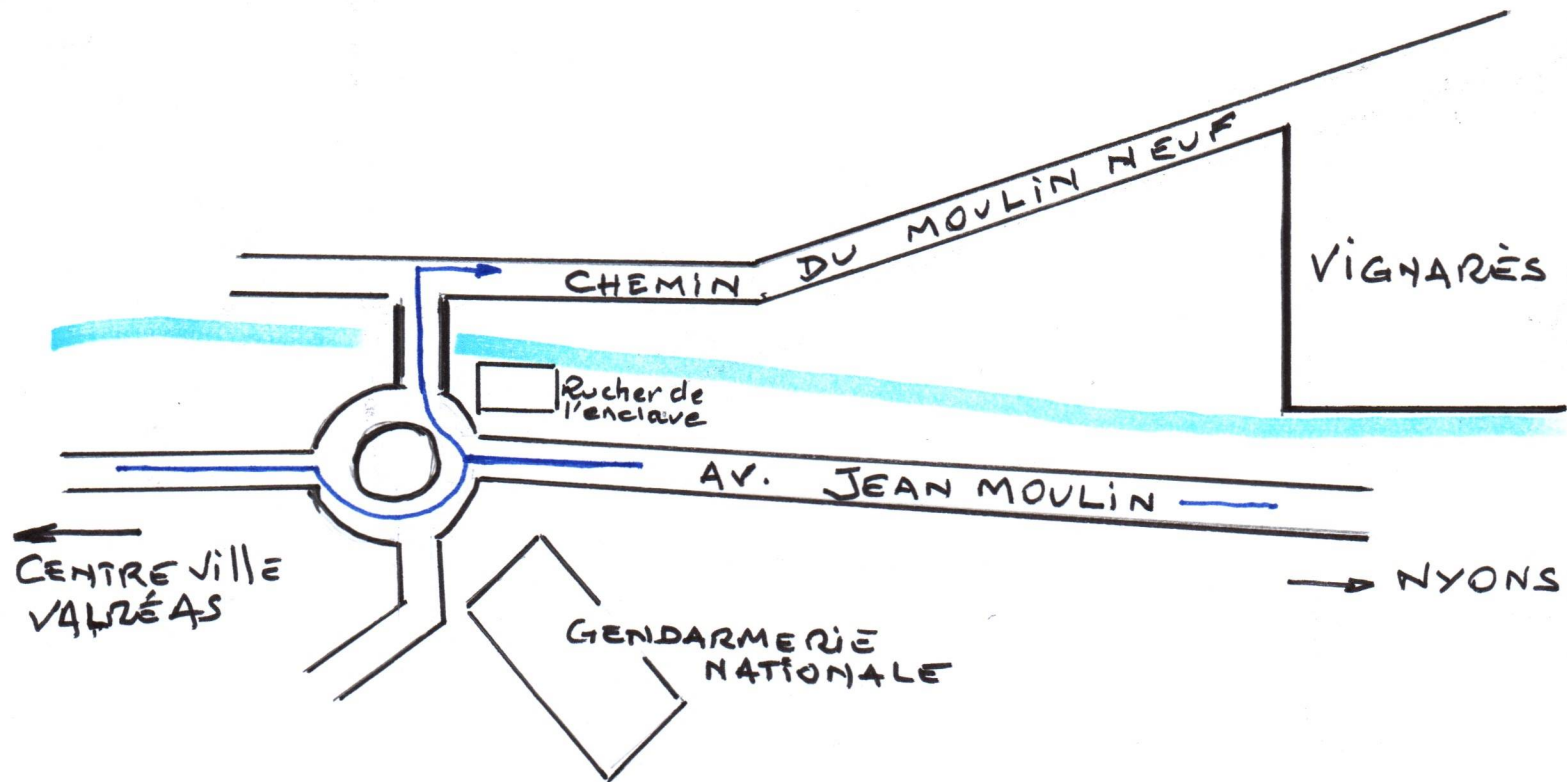 CHEMIN DU MOULIN NEUF
VIGNARÈS
Rucher de
l'enclave
AV. JEAN MOULIN
CENTRE VILLE
VALRÉAS
NYONS
GENDARMERIE
NATIONALE